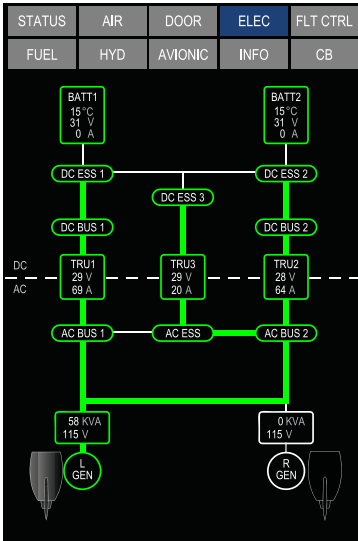 STATUS AIR DOOR ELEC FLT CTRL
FUEL HYD AVIONIC INFO CB
BATT1 BATT2
15°C 15°C
31 V 31 V
0 A 0 A
DC ESS 1 DC ESS 2
DC ESS 3
DC BUS 1 DC BUS 2
DC TRU1 TRU3 TRU2
29 V 29 V 28 V
AC 69 A 20 A 64 A
AC BUS 1 AC ESS AC BUS 2
58 KVA 0 KVA
115 V 115 V
L R
GEN GEN